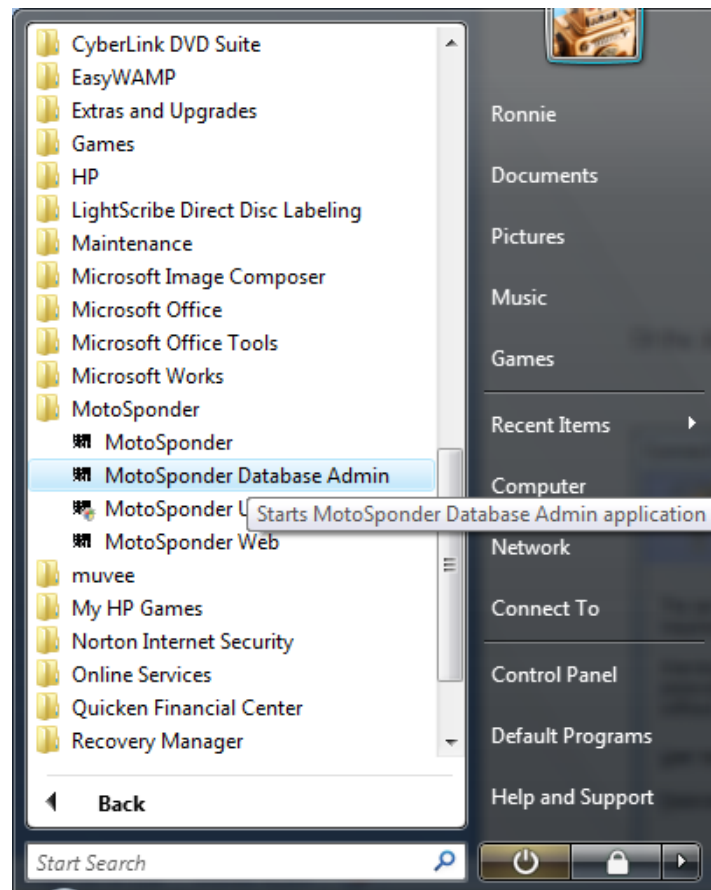 CyberLink DVD Suite
EasyWAMP
Extras and Upgrades
Games
HP
LightScribe Direct Disc Labeling
Maintenance
Microsoft Image Composer
Microsoft Office
Microsoft Office Tools
Microsoft Works
MotoSponder
MotoSponder
MotoSponder Database Admin
MotoSponder U
Starts MotoSponder Database Admin application
MotoSponder Web
muvee
My HP Games
Norton Internet Security
Online Services
Quicken Financial Center
Recovery Manager
Back
Start Search
Ronnie
Documents
Pictures
Music
Games
Recent Items
Computer
Network
Connect To
Control Panel
Default Programs
Help and Support